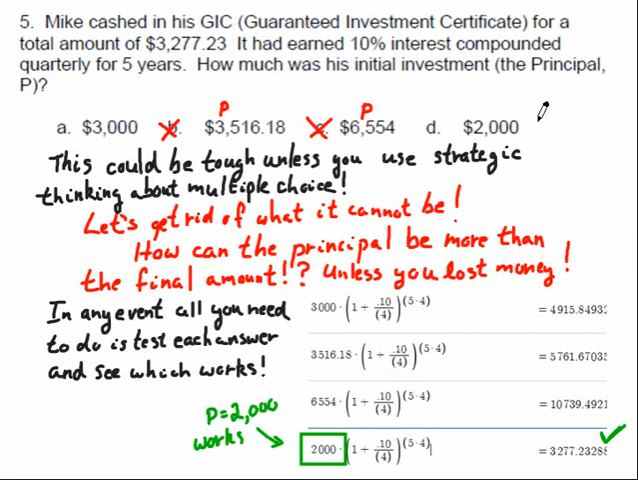 5. Mike cashed in his GIC (Guaranteed Investment Certificate) for a
total amount of $3,277.23 It had earned 10% interest compounded
quarterly for 5 years. How much was his initial investment (the Principal,
P)?
P P
a. $3,000 b. $3,516.18 c. $6,554 d. $2,000
This could be tough unless you use strategic
thinking about multiple choice!
Let's get rid of what it cannot be!
How can the principal be more than
the final amount!? Unless you lost money!
In any event all you need
to do is test each answer
and see which works!
3000·(1 + .10/(4))^(5·4) = 4915.84932
3516.18·(1 + .10/(4))^(5·4) = 5761.67035
6554·(1 + .10/(4))^(5·4) = 10739.4921
P=2,000
works
2000·(1 + .10/(4))^(5·4) = 3277.23288